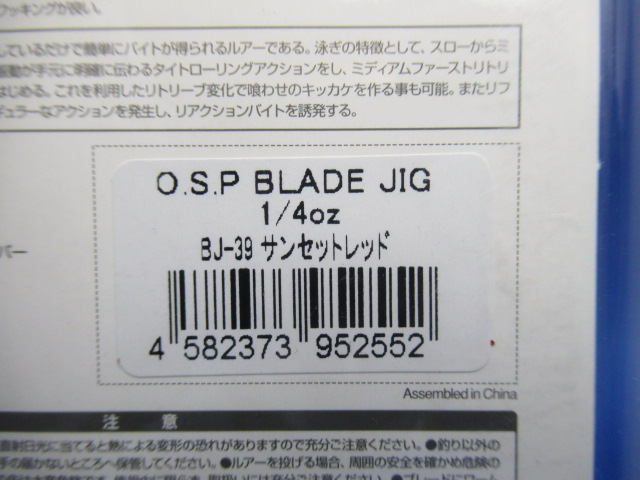 フッキングが良い。
しているだけで簡単にバイトが得られるルアーである。泳ぎの特徴として、スローからミ
振動が手元に明確に伝わるタイトローリングアクションをし、ミディアムファーストリトリ
はじめる。これを利用したリトリーブ変化で喰わせのキッカケを作る事も可能。またリフ
ギュラーなアクションを発生し、リアクションバイトを誘発する。
O.S.P BLADE JIG
1/4oz
バー
BJ-39 サンセットレッド
4 582373 952552
Assembled in China
注 意
直射日光に当てると熱による変形の恐れがありますので充分ご注意ください。●釣り以外の
手の届かないところへ保管してください。●ルアーを投げる場合、周囲の安全を確かめ危険の